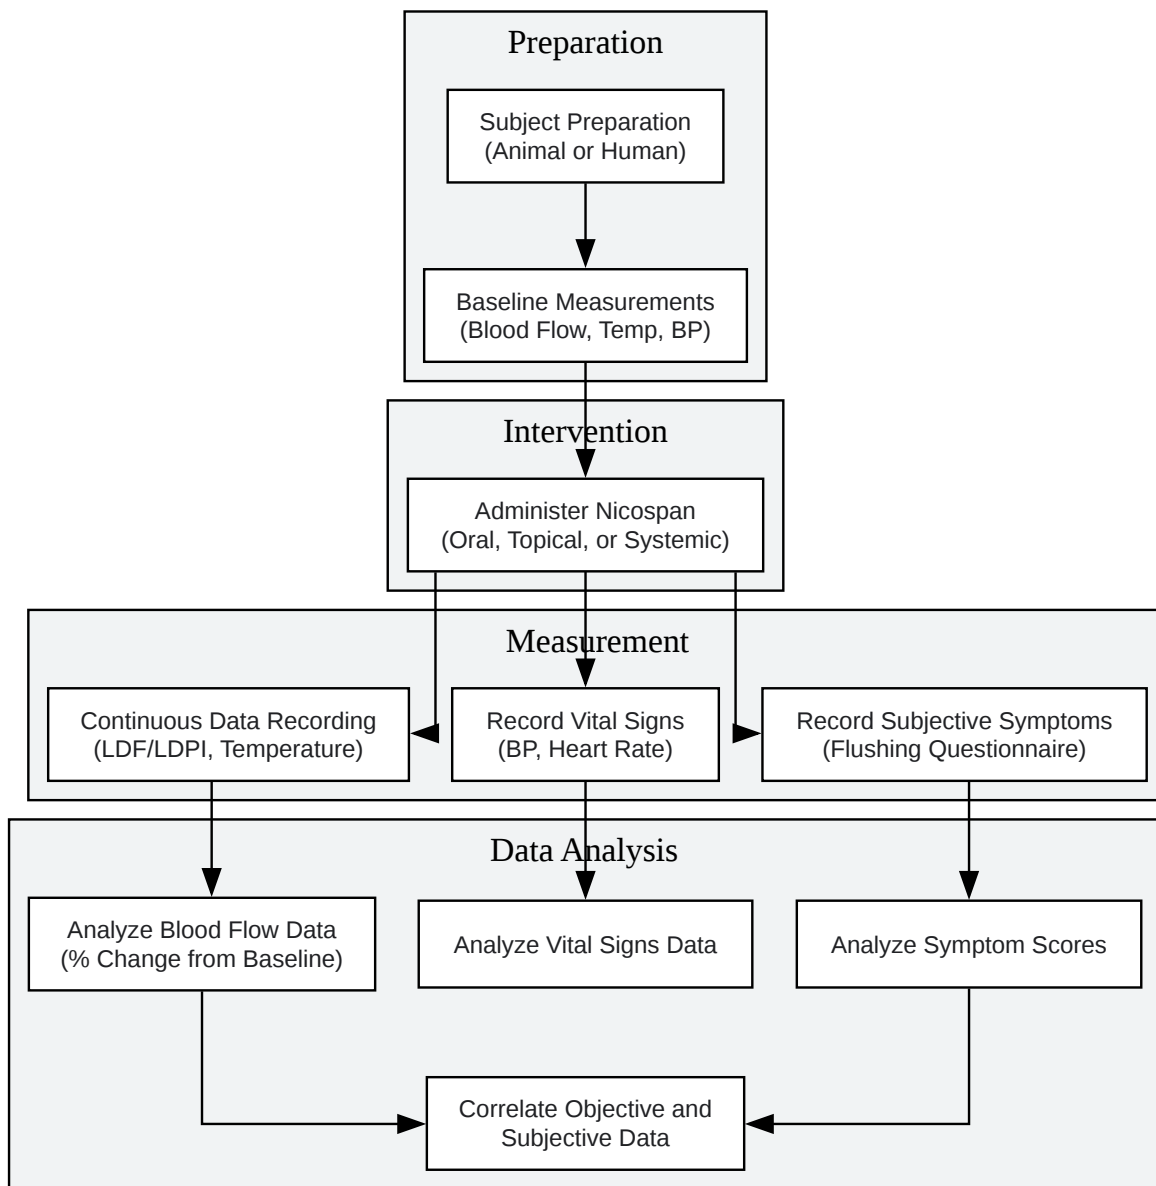 Preparation
Subject Preparation
(Animal or Human)
Baseline Measurements
(Blood Flow, Temp, BP)
Intervention
Administer Nicospan
(Oral, Topical, or Systemic)
Measurement
Continuous Data Recording
(LDF/LDPI, Temperature)
Record Vital Signs
(BP, Heart Rate)
Record Subjective Symptoms
(Flushing Questionnaire)
Data Analysis
Analyze Blood Flow Data
(% Change from Baseline)
Analyze Vital Signs Data
Analyze Symptom Scores
Correlate Objective and
Subjective Data